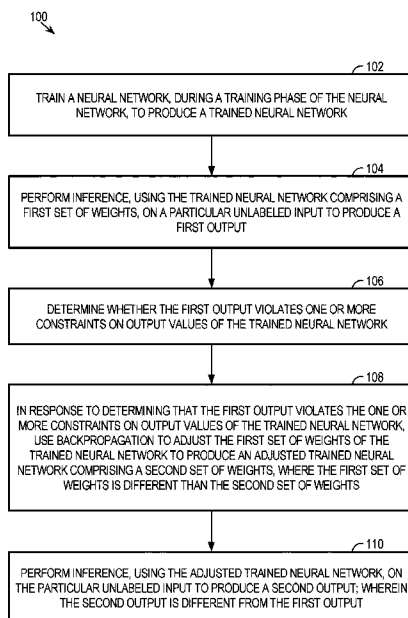 100
102
TRAIN A NEURAL NETWORK, DURING A TRAINING PHASE OF THE NEURAL
NETWORK, TO PRODUCE A TRAINED NEURAL NETWORK
104
PERFORM INFERENCE, USING THE TRAINED NEURAL NETWORK COMPRISING A
FIRST SET OF WEIGHTS, ON A PARTICULAR UNLABELED INPUT TO PRODUCE
A FIRST OUTPUT
106
DETERMINE WHETHER THE FIRST OUTPUT VIOLATES ONE OR MORE
CONSTRAINTS ON OUTPUT VALUES OF THE TRAINED NEURAL NETWORK
108
IN RESPONSE TO DETERMINING THAT THE FIRST OUTPUT VIOLATES THE ONE OR
MORE CONSTRAINTS ON OUTPUT VALUES OF THE TRAINED NEURAL NETWORK,
USE BACKPROPAGATION TO ADJUST THE FIRST SET OF WEIGHTS OF THE
TRAINED NEURAL NETWORK TO PRODUCE AN ADJUSTED TRAINED NEURAL
NETWORK COMPRISING A SECOND SET OF WEIGHTS, WHERE THE FIRST SET OF
WEIGHTS IS DIFFERENT THAN THE SECOND SET OF WEIGHTS
110
PERFORM INFERENCE, USING THE ADJUSTED TRAINED NEURAL NETWORK, ON
THE PARTICULAR UNLABELED INPUT TO PRODUCE A SECOND OUTPUT; WHEREIN
THE SECOND OUTPUT IS DIFFERENT FROM THE FIRST OUTPUT